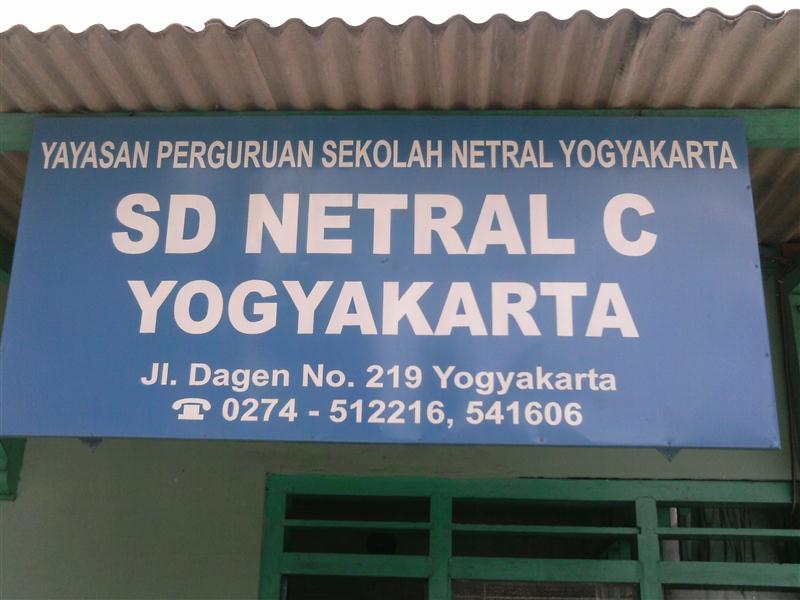 YAYASAN PERGURUAN SEKOLAH NETRAL YOGYAKARTA
SD NETRAL C
YOGYAKARTA
Jl. Dagen No. 219 Yogyakarta
☎ 0274 - 512216, 541606